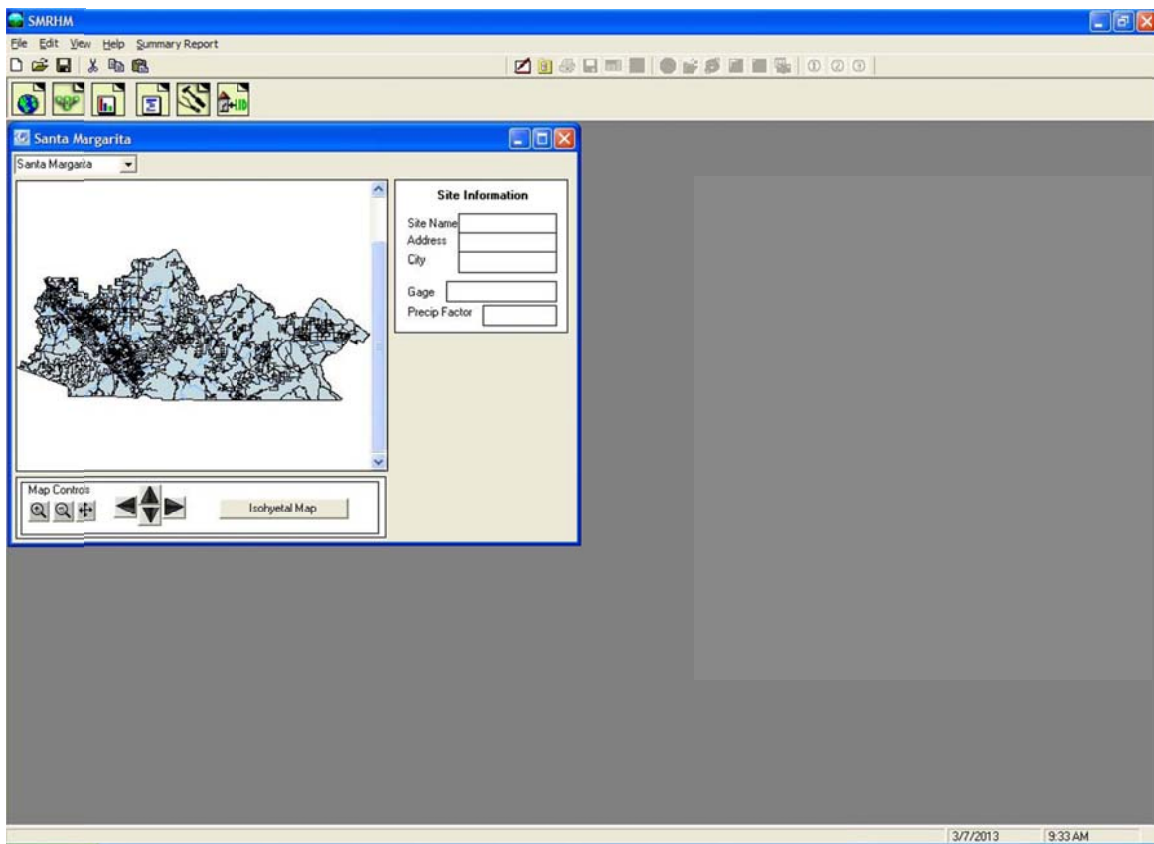 SMRHM
File Edit View Help Summary Report
Santa Margarita
Santa Margarita
Site Information
Site Name
Address
City
Gage
Precip Factor
Map Controls
Isohyetal Map
3/7/2013 9:33 AM